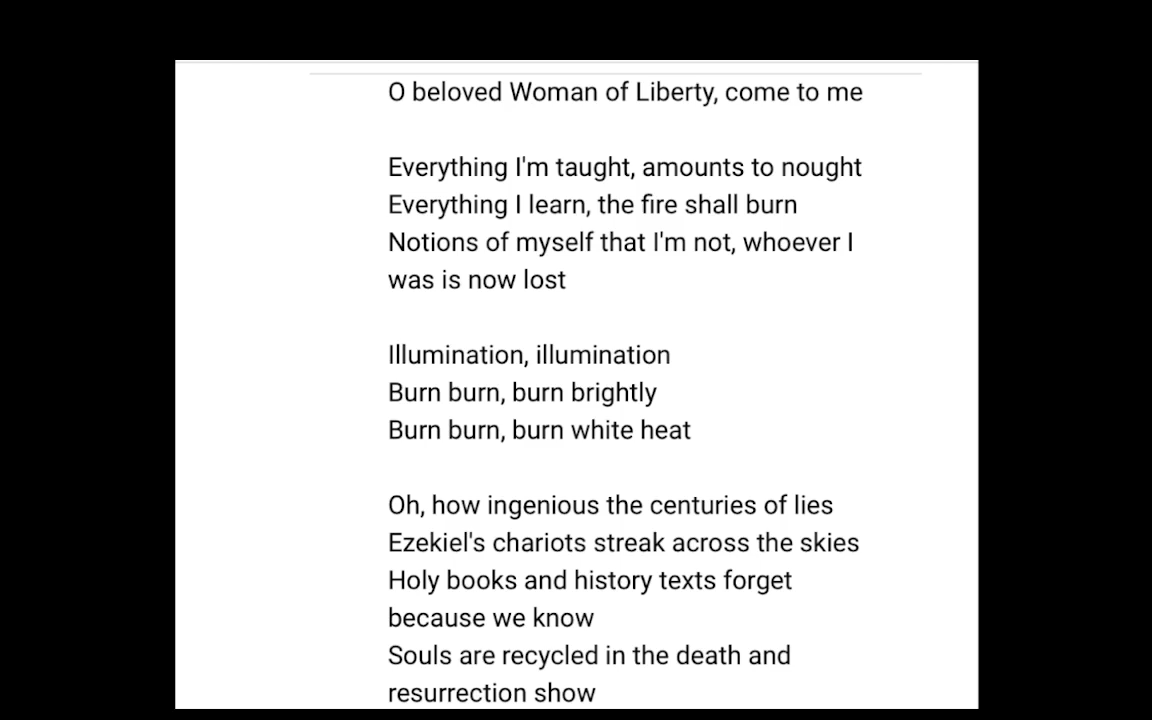 O beloved Woman of Liberty, come to me
Everything I'm taught, amounts to nought
Everything I learn, the fire shall burn
Notions of myself that I'm not, whoever I
was is now lost
Illumination, illumination
Burn burn, burn brightly
Burn burn, burn white heat
Oh, how ingenious the centuries of lies
Ezekiel's chariots streak across the skies
Holy books and history texts forget
because we know
Souls are recycled in the death and
resurrection show